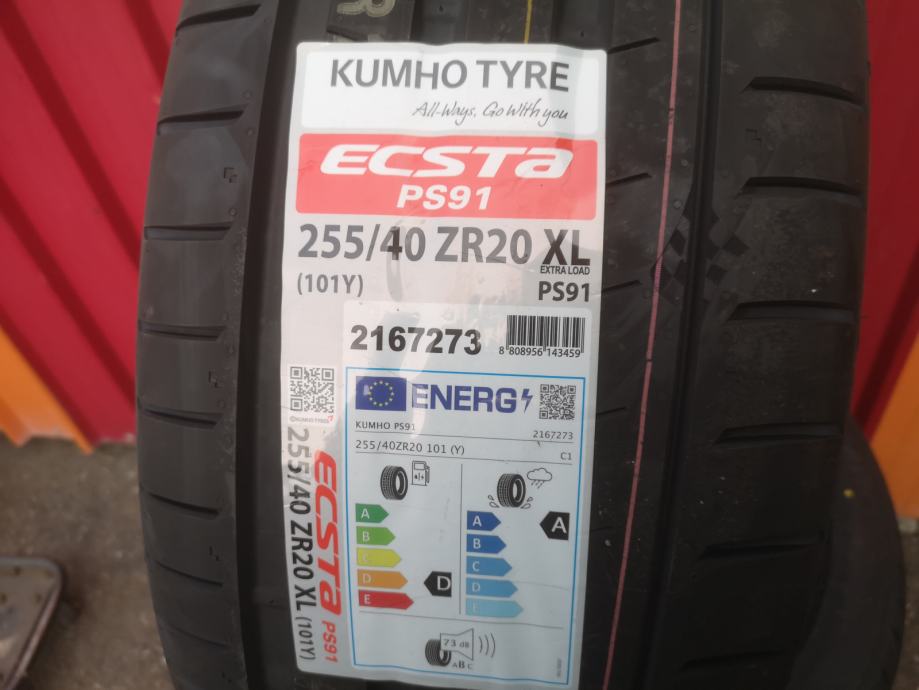 KUMHO TYRE
All-Ways, Go With you
ECSTA
PS91
255/40 ZR20 XL
EXTRA LOAD
(101Y)
PS91
2167273
8 808956 143459
ENERG
KUMHO PS91
2167273
255/40ZR20 101 (Y)
C1
A
B
C
D
E
D
A
B
C
D
E
A
73 dB
ABC
KUMHO TYRE
255/40 ZR20 XL (101Y)
ECSTA PS91